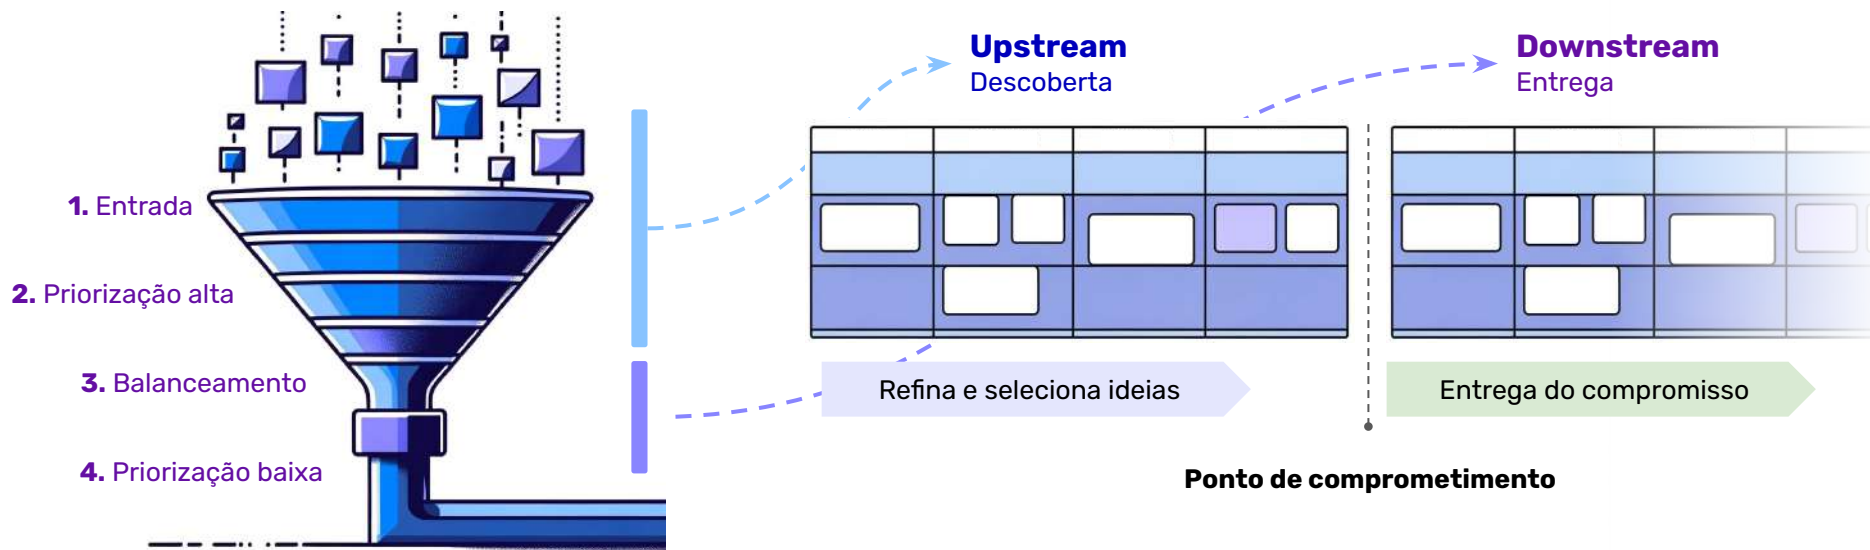 1. Entrada
2. Priorização alta
3. Balanceamento
4. Priorização baixa
Upstream
Descoberta
Downstream
Entrega
Refina e seleciona ideias
Entrega do compromisso
Ponto de comprometimento